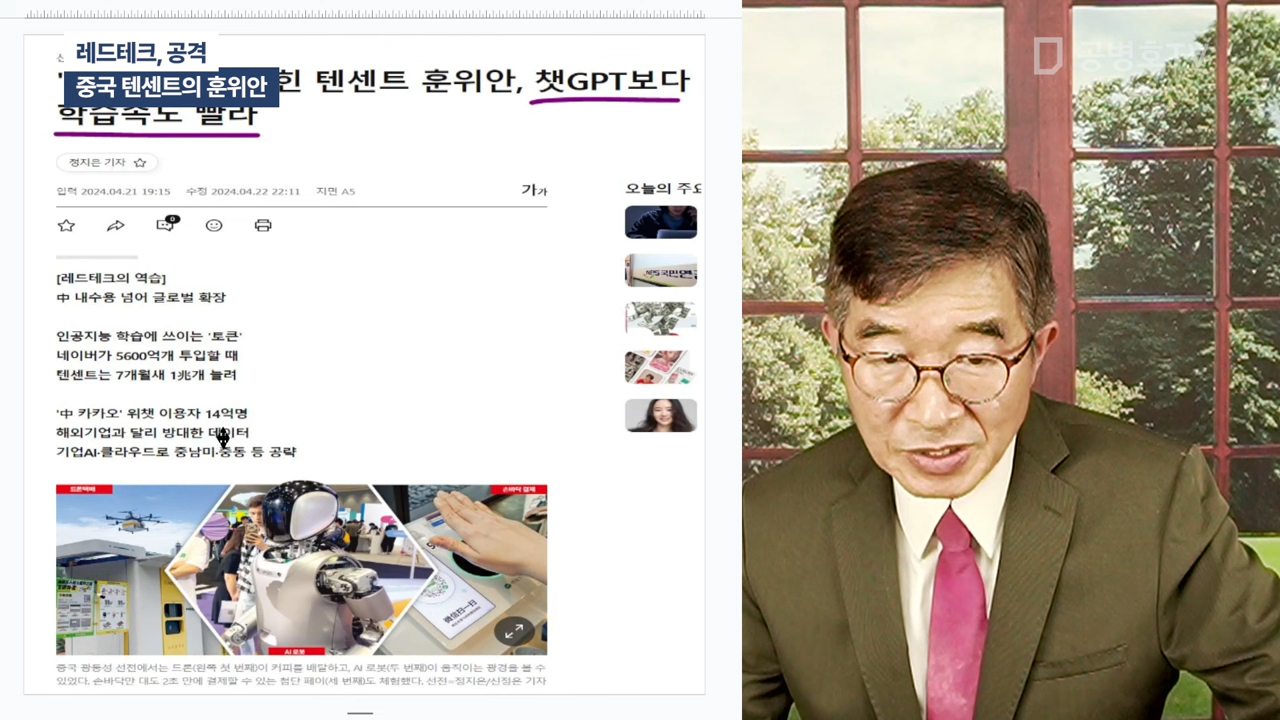 레드테크, 공격
중국 텐센트의 훈위안
힌 텐센트 훈위안, 챗GPT보다
학습속도 빨라
공병호TV
정지은 기자
입력 2024.04.21 19:15 수정 2024.04.22 22:11 지면 A5
가가
오늘의 주요
0
[레드테크의 역습]
中 내수용 넘어 글로벌 확장
인공지능 학습에 쓰이는 '토큰'
네이버가 5600억개 투입할 때
텐센트는 7개월새 1兆개 늘려
'中 카카오' 위챗 이용자 14억명
해외기업과 달리 방대한 데이터
기업AI·클라우드로 중남미·중동 등 공략
드론택배
손바닥 결제
AI 로봇
중국 광둥성 선전에서는 드론(왼쪽 첫 번째)이 커피를 배달하고, AI 로봇(두 번째)이 움직이는 광경을 볼 수
있었다. 손바닥만 대도 2초 만에 결제할 수 있는 첨단 페이(세 번째)도 체험했다. 선전=정지은/신정은 기자